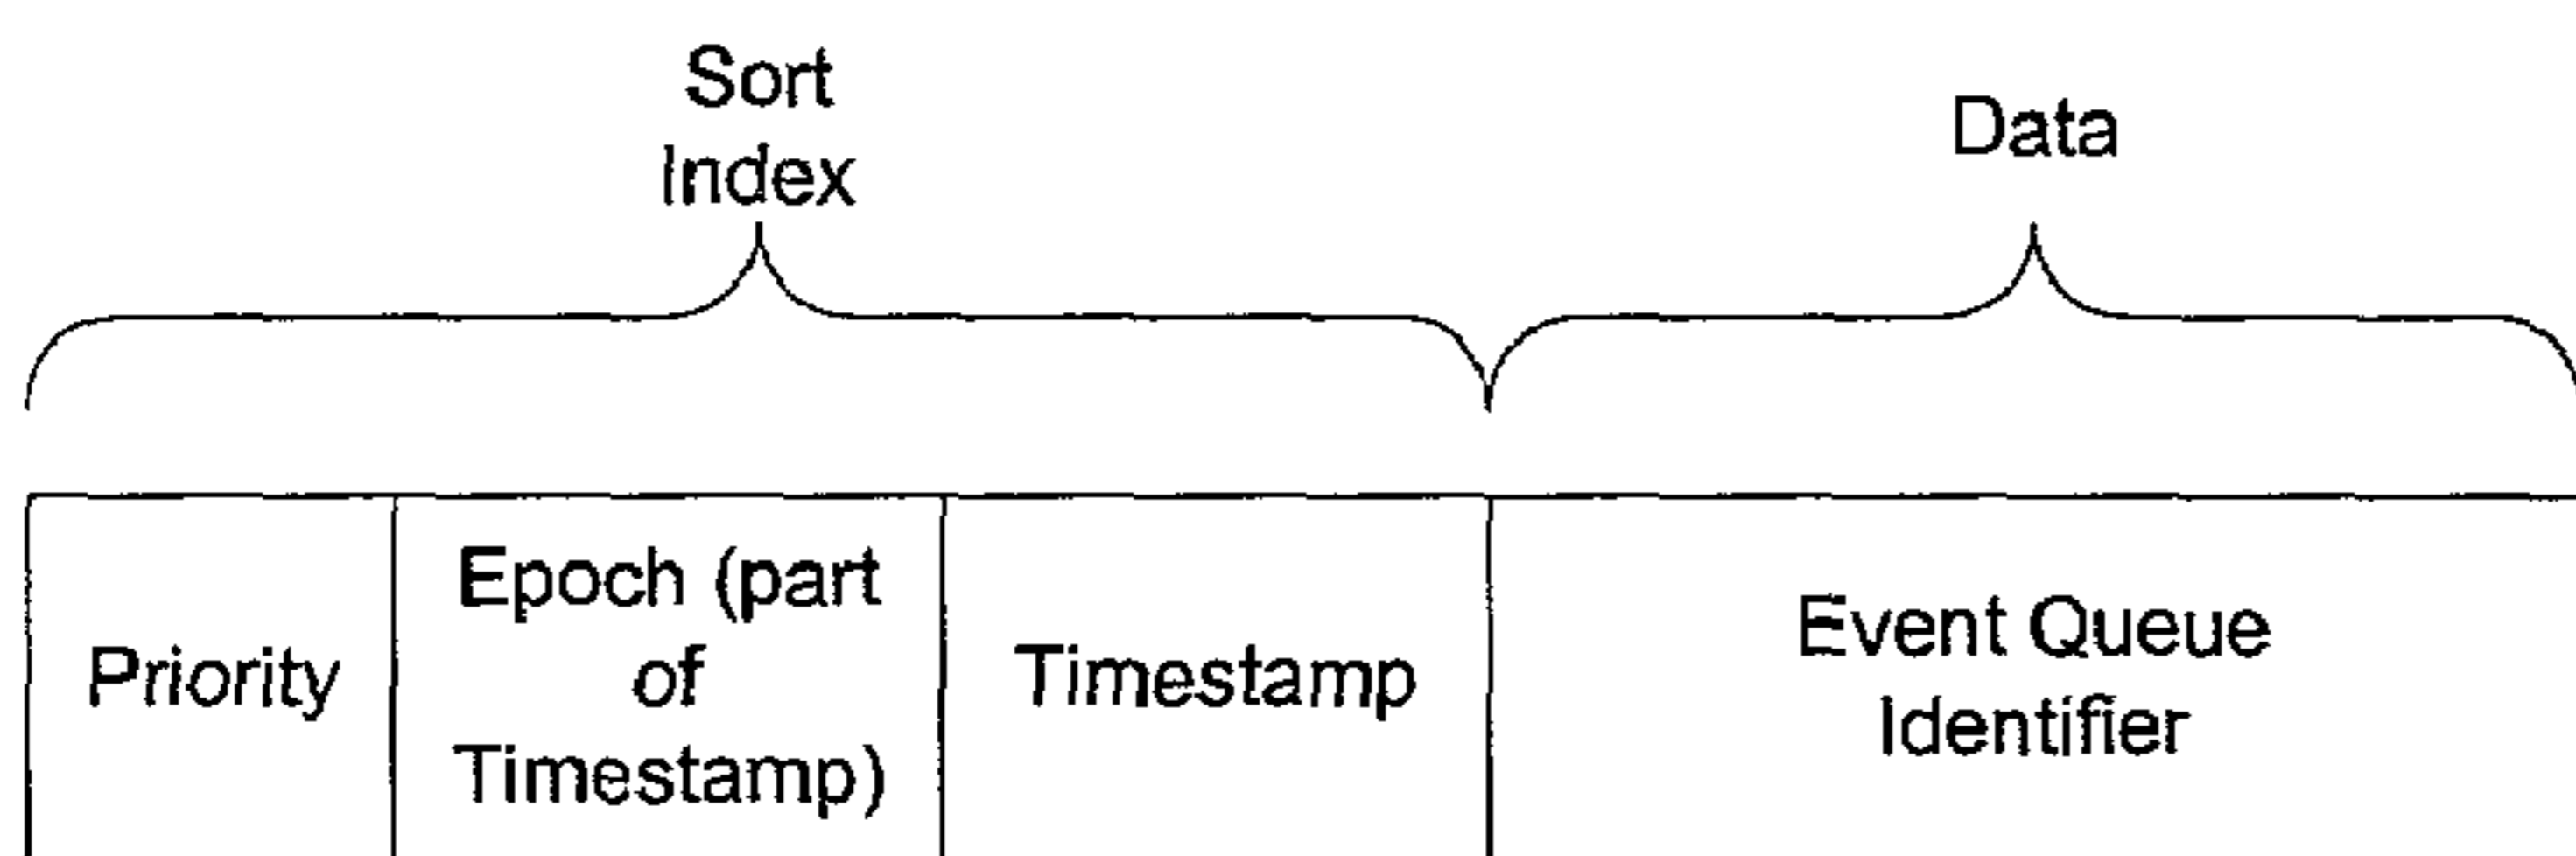 Sort
Index
Data
Priority
Epoch (part
of
Timestamp)
Timestamp
Event Queue
Identifier